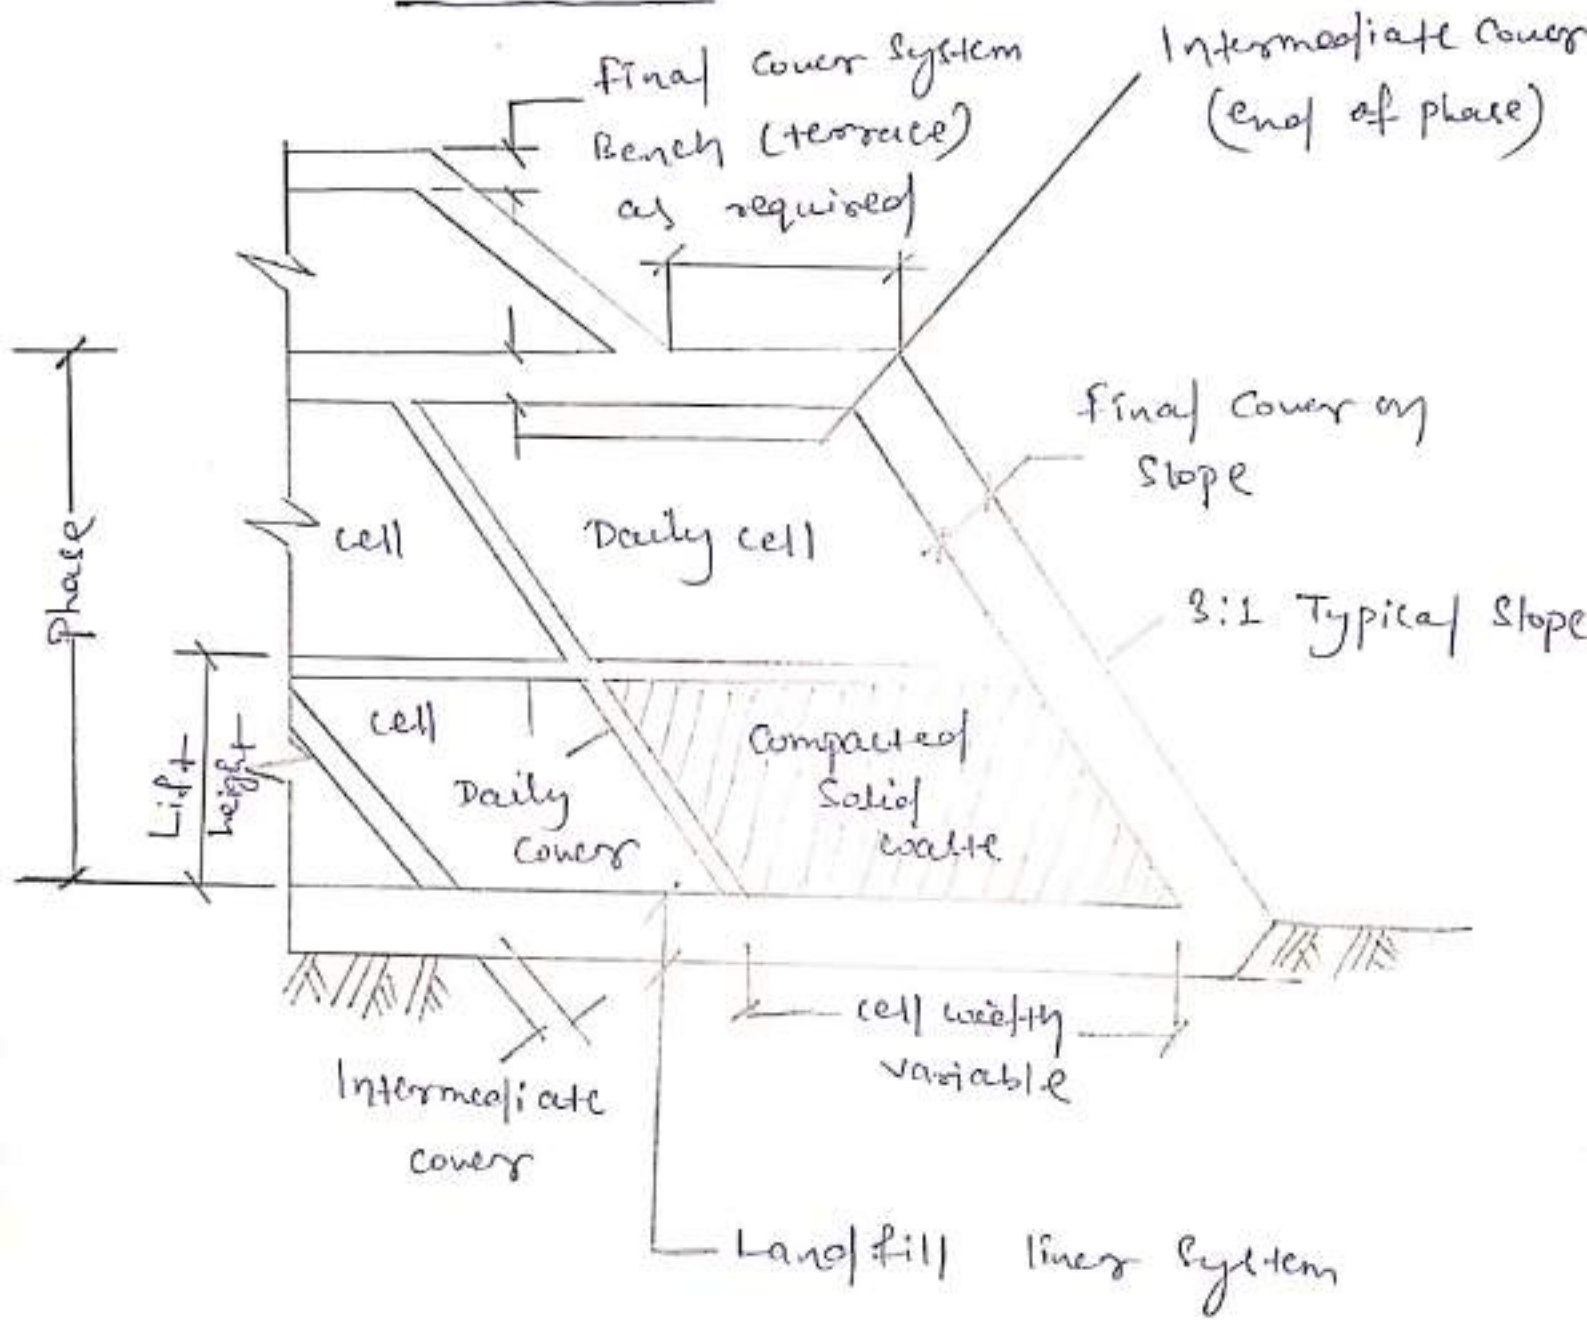 Final Cover System
Bench (terrace)
as required
Intermediate Cover
(end of phase)
Final Cover on
Slope
3:1 Typical Slope
Phase
cell
Daily cell
Lift
height
cell
Daily
cover
Compacted
Solid
waste
cell width
variable
Intermediate
cover
Landfill liner System